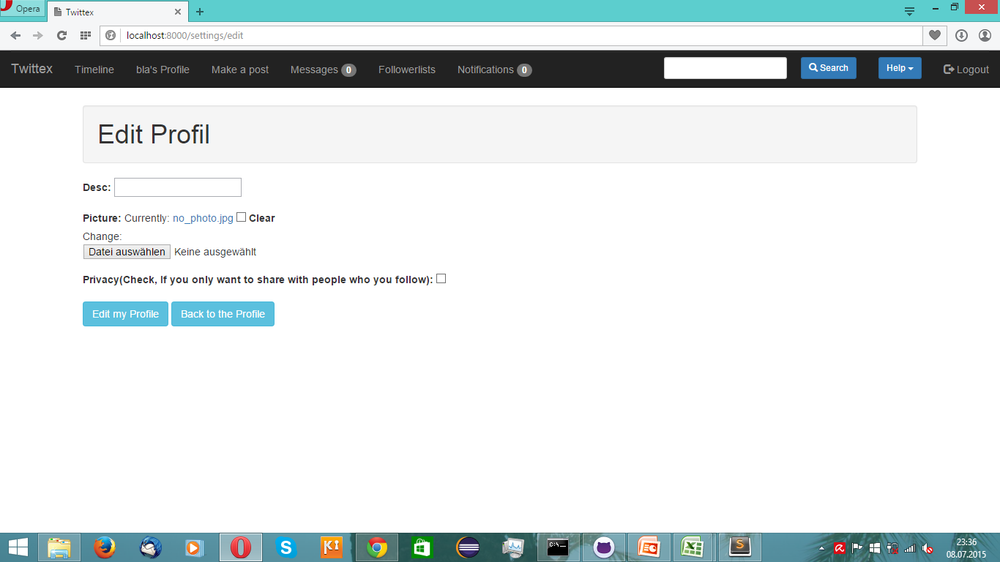 Opera
Twittex
localhost:8000/settings/edit
Twittex Timeline bla's Profile Make a post Messages 0 Followerlists Notifications 0 Search Help Logout
Edit Profil
Desc:
Picture: Currently: no_photo.jpg Clear
Change:
Datei auswählen Keine ausgewählt
Privacy(Check, If you only want to share with people who you follow):
Edit my Profile Back to the Profile
C:\_
23:36
08.07.2015